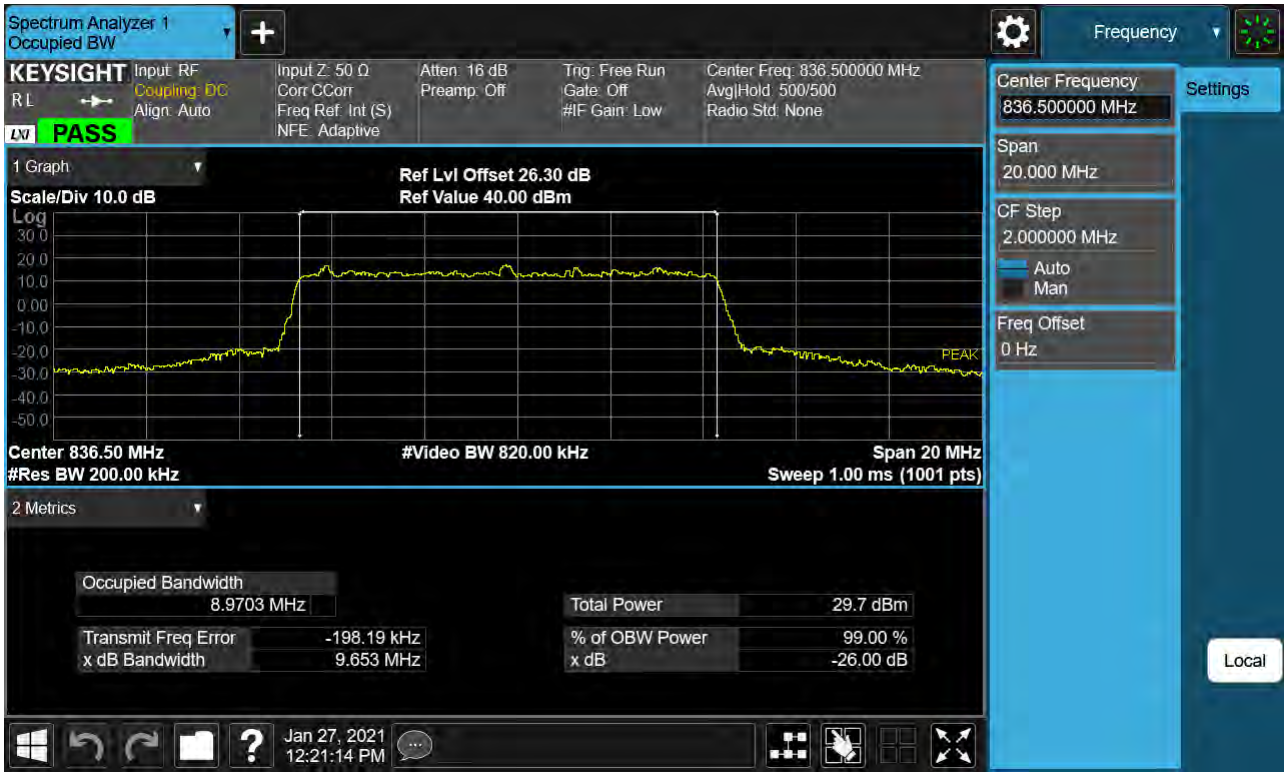 Spectrum Analyzer 1
Occupied BW
+
Frequency
KEYSIGHT
R L
LXI
PASS
Input: RF
Coupling: DC
Align: Auto
Input Z: 50 Ω
Corr CCorr
Freq Ref: Int (S)
NFE: Adaptive
Atten: 16 dB
Preamp: Off
Trig: Free Run
Gate: Off
#IF Gain: Low
Center Freq: 836.500000 MHz
Avg|Hold: 500/500
Radio Std: None
Center Frequency
836.500000 MHz
Settings
Span
20.000 MHz
CF Step
2.000000 MHz
Auto
Man
Freq Offset
0 Hz
Local
1 Graph
Scale/Div 10.0 dB
Ref Lvl Offset 26.30 dB
Ref Value 40.00 dBm
Log
30.0
20.0
10.0
0.00
-10.0
-20.0
-30.0
-40.0
-50.0
PEAK
Center 836.50 MHz
#Video BW 820.00 kHz
Span 20 MHz
#Res BW 200.00 kHz
Sweep 1.00 ms (1001 pts)
2 Metrics
Occupied Bandwidth
8.9703 MHz
Total Power 29.7 dBm
Transmit Freq Error -198.19 kHz
% of OBW Power 99.00 %
x dB Bandwidth 9.653 MHz
x dB -26.00 dB
?
Jan 27, 2021
12:21:14 PM